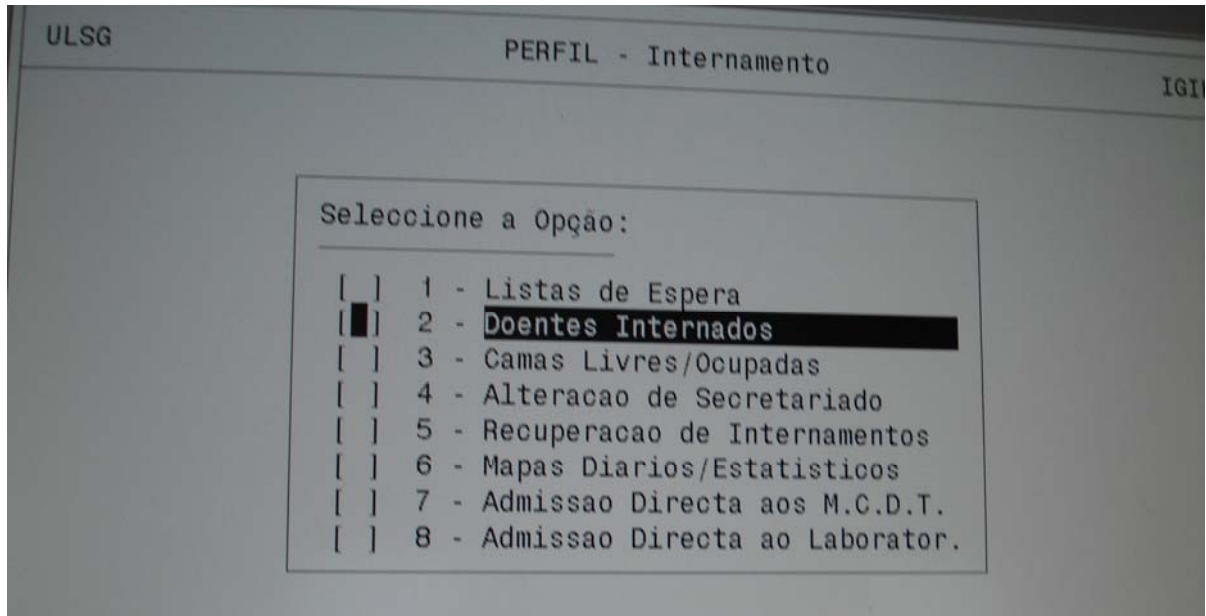 ULSG
PERFIL - Internamento
Seleccione a Opção:
[ ] 1 - Listas de Espera
[ ] 2 - Doentes Internados
[ ] 3 - Camas Livres/Ocupadas
[ ] 4 - Alteracao de Secretariado
[ ] 5 - Recuperacao de Internamentos
[ ] 6 - Mapas Diarios/Estatisticos
[ ] 7 - Admissao Directa aos M.C.D.T.
[ ] 8 - Admissao Directa ao Laborator.